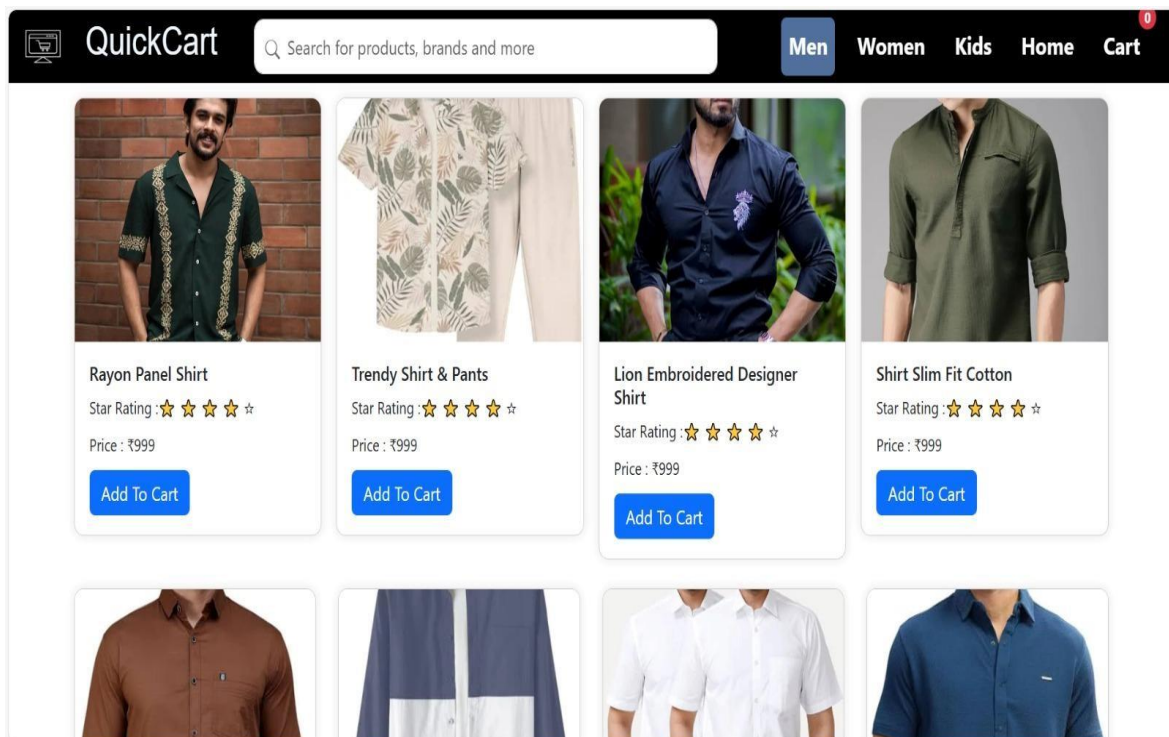 QuickCart
Search for products, brands and more
Men
Women
Kids
Home
Cart
0
Rayon Panel Shirt
Star Rating :
Price : ₹999
Add To Cart
Trendy Shirt & Pants
Star Rating :
Price : ₹999
Add To Cart
Lion Embroidered Designer
Shirt
Star Rating :
Price : ₹999
Add To Cart
Shirt Slim Fit Cotton
Star Rating :
Price : ₹999
Add To Cart